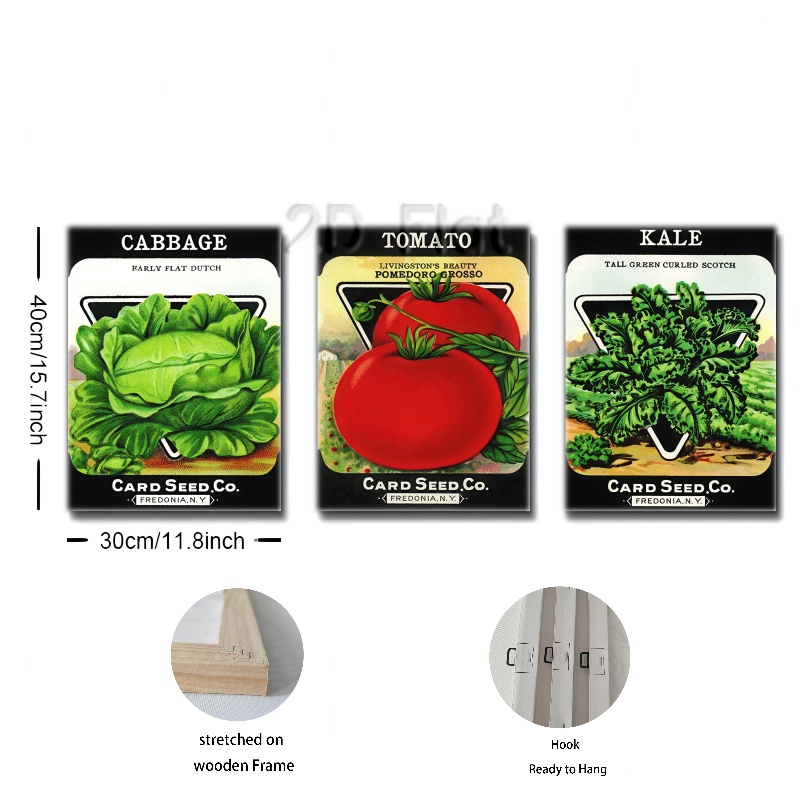 2D Flat
CABBAGE
EARLY FLAT DUTCH
CARD SEED,CO.
FREDONIA,N.Y.
TOMATO
LIVINGSTON'S BEAUTY
POMEDORO GROSSO
CARD SEED,CO.
FREDONIA,N.Y.
KALE
TALL GREEN CURLED SCOTCH
CARD SEED,CO.
FREDONIA,N.Y.
40cm/15.7inch
30cm/11.8inch
stretched on
wooden Frame
Hook
Ready to Hang